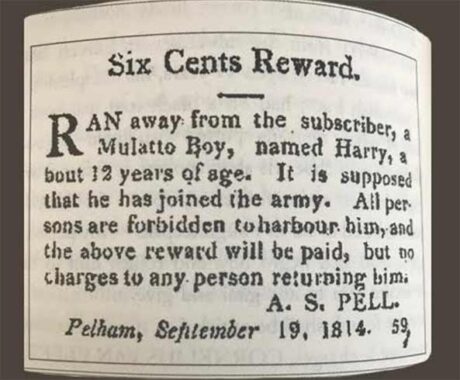 Six Cents Reward.
RAN away from the subscriber, a
Mulatto Boy, named Harry, a
bout 12 years of age. It is supposed
that he has joined the army. All per
sons are forbidden to harbour him, and
the above reward will be paid, but no
charges to any person returning him.
A. S. PELL.
Pelham, September 19, 1814. 59